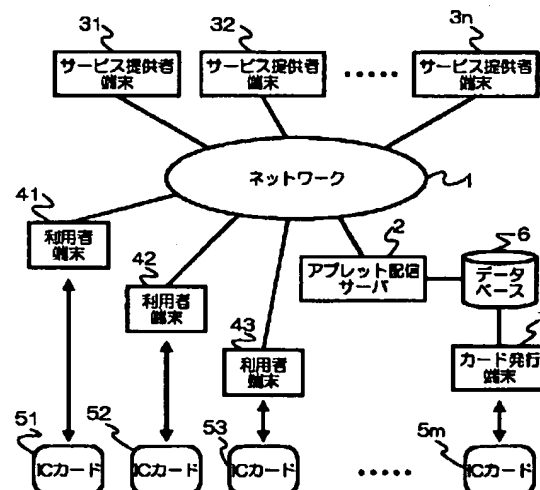 31 32 3n
サービス提供者 サービス提供者 ..... サービス提供者
端末 端末 端末
ネットワーク 1
41
利用者
端末
2 6
アプレット配信
サーバ
データ
ベース
42
利用者
端末
43
利用者
端末
カード発行
端末
51 52 53 5m
ICカード ICカード ICカード ..... ICカード